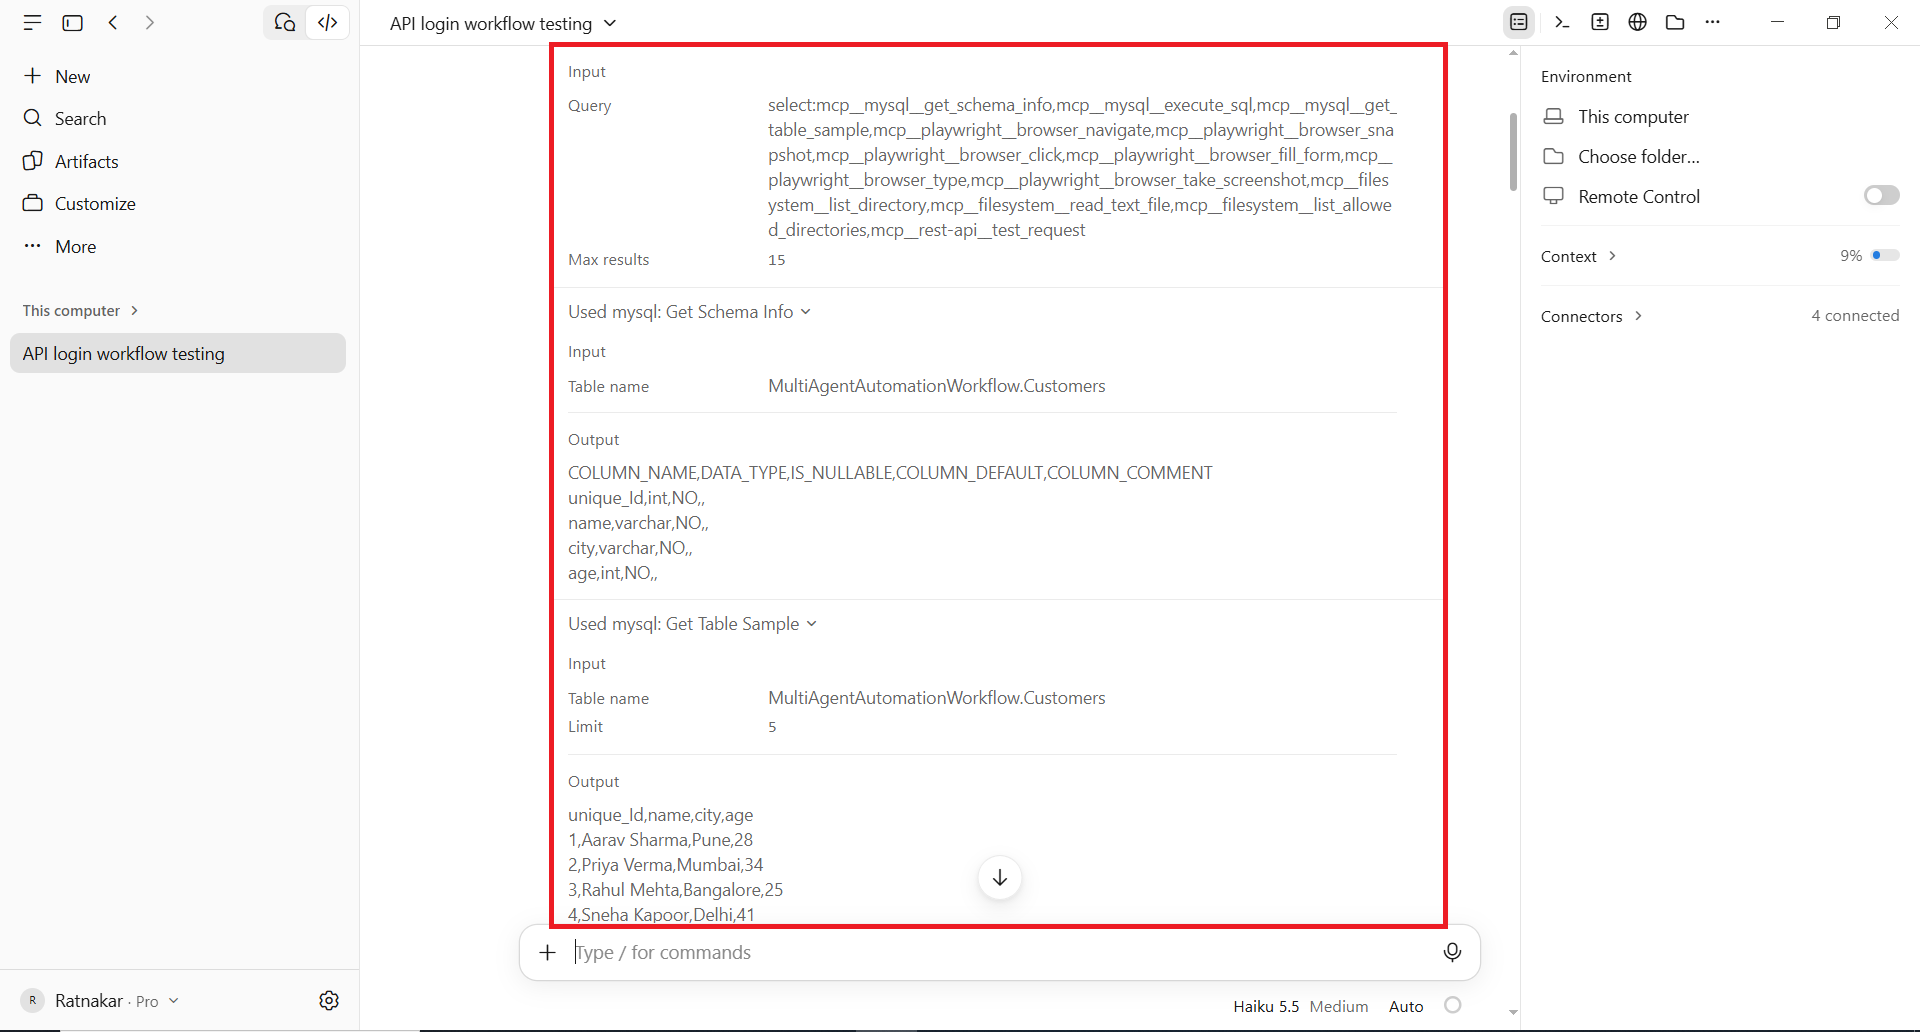 API login workflow testing
New
Search
Artifacts
Customize
More
This computer
API login workflow testing
Ratnakar · Pro
R
Input
Query
select:mcp__mysql__get_schema_info,mcp__mysql__execute_sql,mcp__mysql__get_
table_sample,mcp__playwright__browser_navigate,mcp__playwright__browser_sna
pshot,mcp__playwright__browser_click,mcp__playwright__browser_fill_form,mcp__
playwright__browser_type,mcp__playwright__browser_take_screenshot,mcp__files
ystem__list_directory,mcp__filesystem__read_text_file,mcp__filesystem__list_allowe
d_directories,mcp__rest-api__test_request
Max results 15
Used mysql: Get Schema Info
Input
Table name MultiAgentAutomationWorkflow.Customers
Output
COLUMN_NAME,DATA_TYPE,IS_NULLABLE,COLUMN_DEFAULT,COLUMN_COMMENT
unique_Id,int,NO,,
name,varchar,NO,,
city,varchar,NO,,
age,int,NO,,
Used mysql: Get Table Sample
Input
Table name MultiAgentAutomationWorkflow.Customers
Limit 5
Output
unique_Id,name,city,age
1,Aarav Sharma,Pune,28
2,Priya Verma,Mumbai,34
3,Rahul Mehta,Bangalore,25
4,Sneha Kapoor,Delhi,41
Type / for commands
Haiku 5.5 Medium Auto
Environment
This computer
Choose folder...
Remote Control
Context 9%
Connectors 4 connected